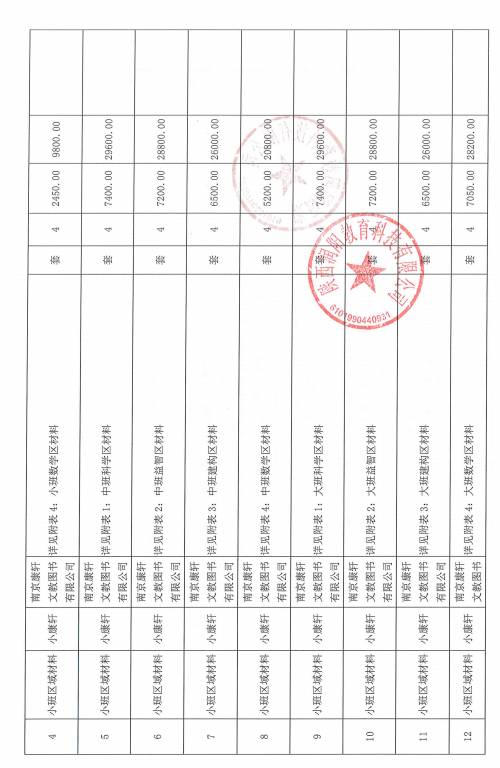 4 小班区域材料 小康轩 南京康轩文教图书有限公司 详见附表 4：小班数学区材料 套 4 2450.00 9800.00
5 小班区域材料 小康轩 南京康轩文教图书有限公司 详见附表 1：中班科学区材料 套 4 7400.00 29600.00
6 小班区域材料 小康轩 南京康轩文教图书有限公司 详见附表 2：中班益智区材料 套 4 7200.00 28800.00
7 小班区域材料 小康轩 南京康轩文教图书有限公司 详见附表 3：中班建构区材料 套 4 6500.00 26000.00
8 小班区域材料 小康轩 南京康轩文教图书有限公司 详见附表 4：中班数学区材料 套 4 5200.00 20800.00
9 小班区域材料 小康轩 南京康轩文教图书有限公司 详见附表 1：大班科学区材料 套 4 7400.00 29600.00
10 小班区域材料 小康轩 南京康轩文教图书有限公司 详见附表 2：大班益智区材料 套 4 7200.00 28800.00
11 小班区域材料 小康轩 南京康轩文教图书有限公司 详见附表 3：大班建构区材料 套 4 6500.00 26000.00
12 小班区域材料 小康轩 南京康轩文教图书 详见附表 4：大班数学区材料 套 4 7050.00 28200.00
陕西润阳教育科技有限公司
6101990440931